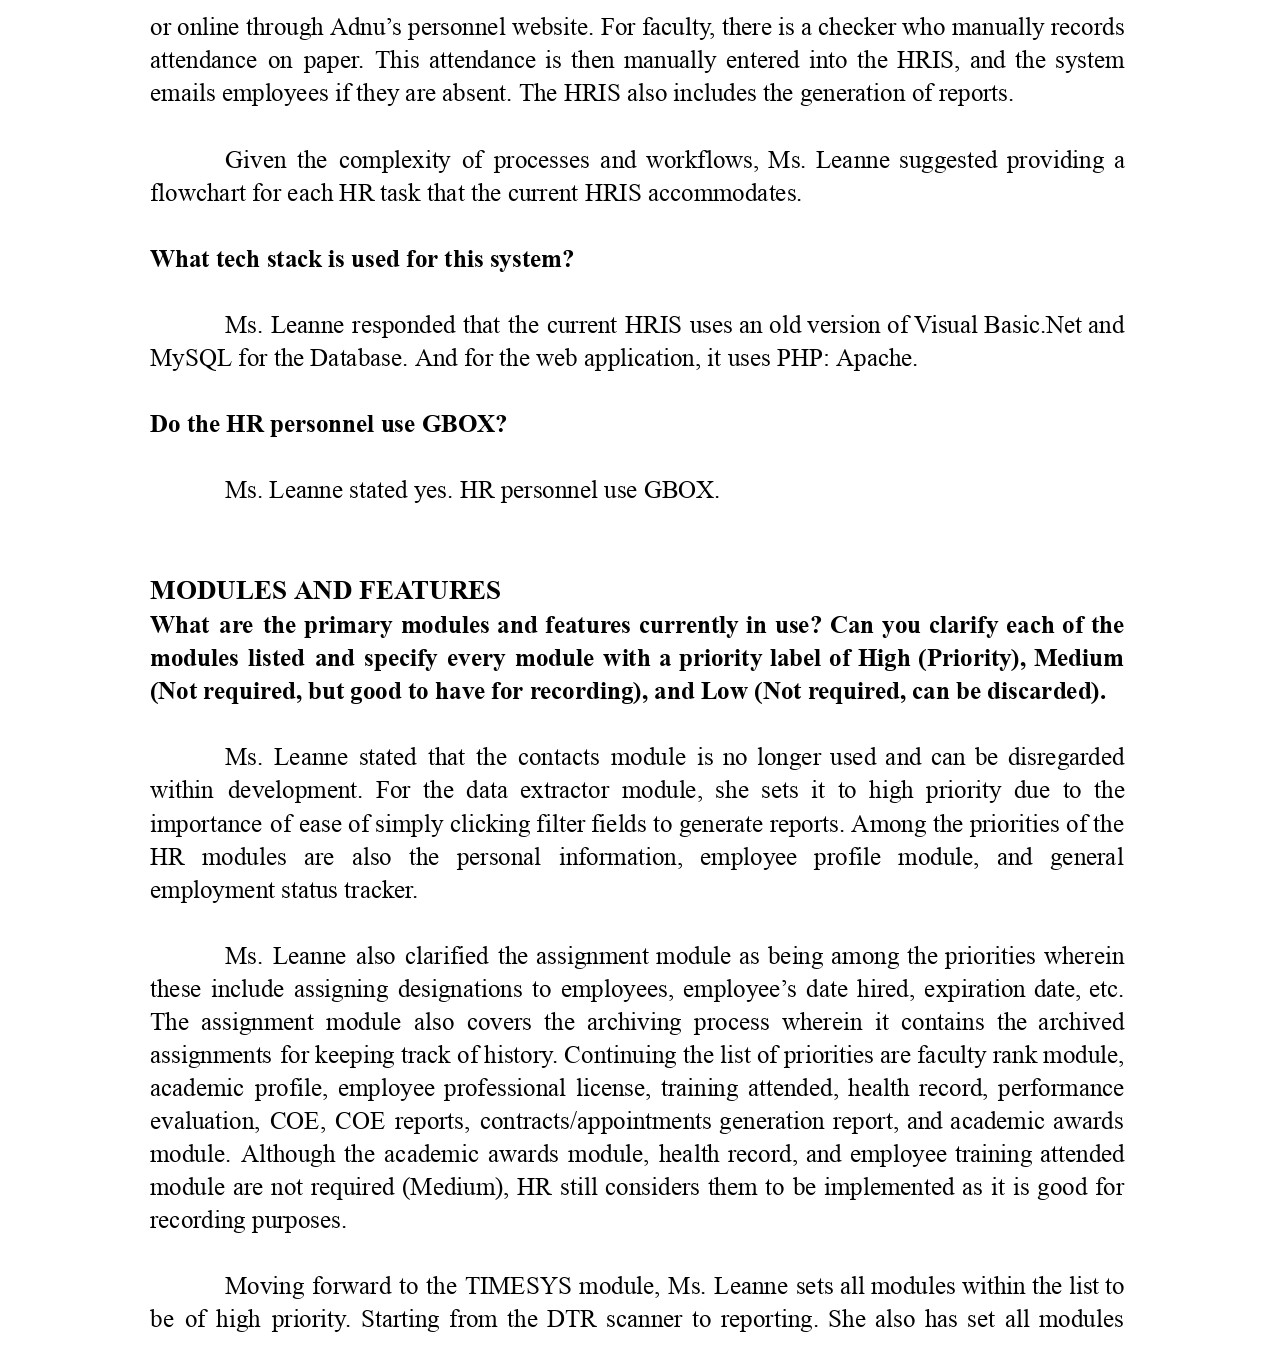 or online through Adnu’s personnel website. For faculty, there is a checker who manually records
attendance on paper. This attendance is then manually entered into the HRIS, and the system
emails employees if they are absent. The HRIS also includes the generation of reports.
Given the complexity of processes and workflows, Ms. Leanne suggested providing a
flowchart for each HR task that the current HRIS accommodates.
What tech stack is used for this system?
Ms. Leanne responded that the current HRIS uses an old version of Visual Basic.Net and
MySQL for the Database. And for the web application, it uses PHP: Apache.
Do the HR personnel use GBOX?
Ms. Leanne stated yes. HR personnel use GBOX.
MODULES AND FEATURES
What are the primary modules and features currently in use? Can you clarify each of the
modules listed and specify every module with a priority label of High (Priority), Medium
(Not required, but good to have for recording), and Low (Not required, can be discarded).
Ms. Leanne stated that the contacts module is no longer used and can be disregarded
within development. For the data extractor module, she sets it to high priority due to the
importance of ease of simply clicking filter fields to generate reports. Among the priorities of the
HR modules are also the personal information, employee profile module, and general
employment status tracker.
Ms. Leanne also clarified the assignment module as being among the priorities wherein
these include assigning designations to employees, employee’s date hired, expiration date, etc.
The assignment module also covers the archiving process wherein it contains the archived
assignments for keeping track of history. Continuing the list of priorities are faculty rank module,
academic profile, employee professional license, training attended, health record, performance
evaluation, COE, COE reports, contracts/appointments generation report, and academic awards
module. Although the academic awards module, health record, and employee training attended
module are not required (Medium), HR still considers them to be implemented as it is good for
recording purposes.
Moving forward to the TIMESYS module, Ms. Leanne sets all modules within the list to
be of high priority. Starting from the DTR scanner to reporting. She also has set all modules